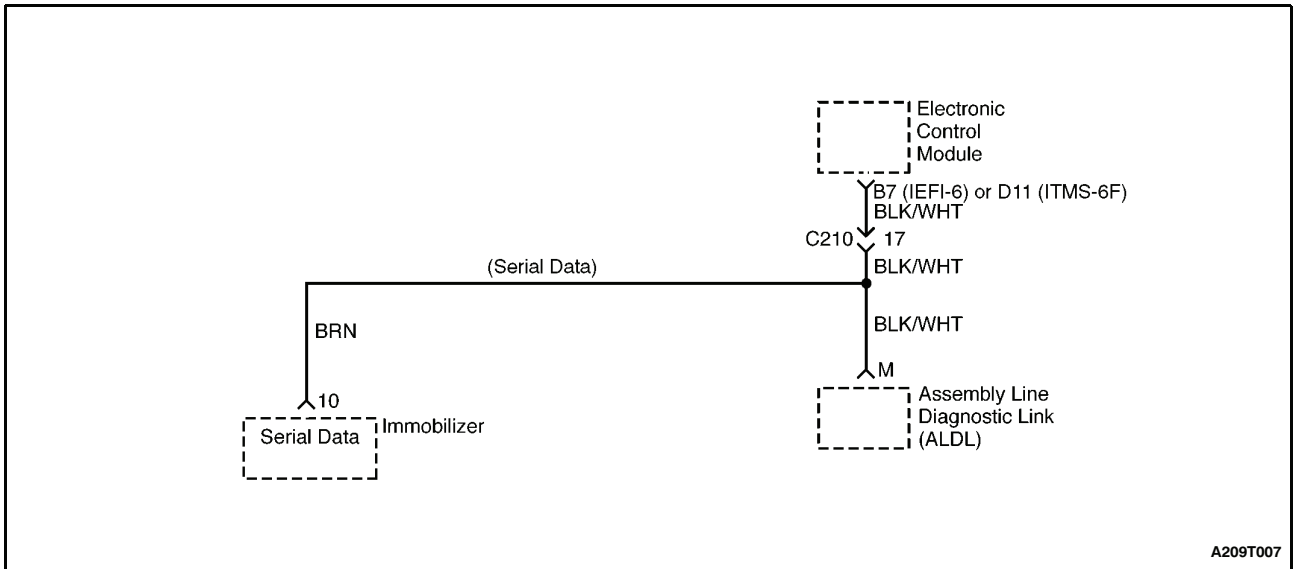 Electronic
Control
Module
B7 (IEFI-6) or D11 (ITMS-6F)
BLK/WHT
C210 17
BLK/WHT
(Serial Data)
BLK/WHT
BRN
M
10
Assembly Line
Diagnostic Link
(ALDL)
Immobilizer
Serial Data
A209T007